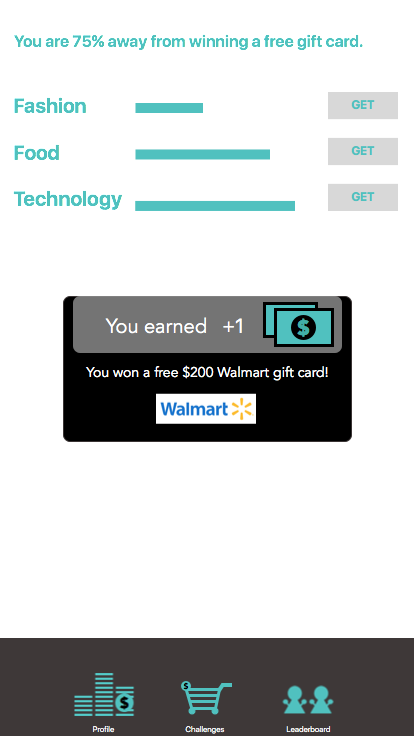 You are 75% away from winning a free gift card.
Fashion GET
Food GET
Technology GET
You earned +1 $
You won a free $200 Walmart gift card!
Walmart
$ $
Profile Challenges Leaderboard